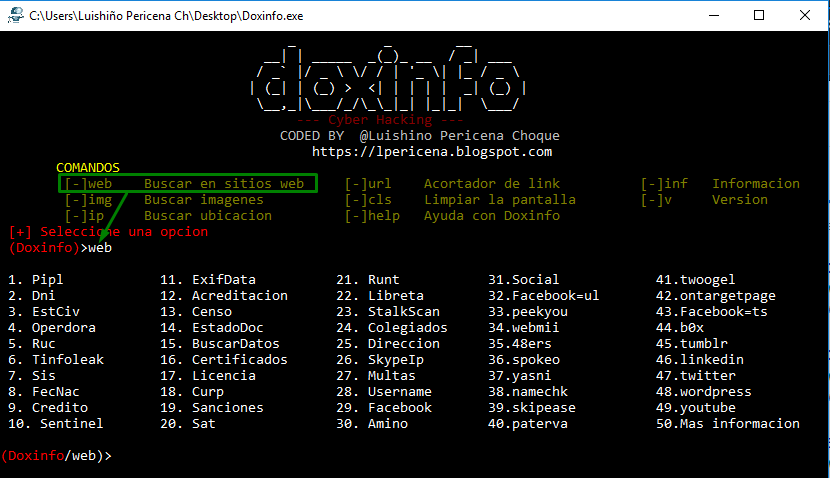 C:\Users\Luishiño Pericena Ch\Desktop\Doxinfo.exe
doxinfo
--- Cyber Hacking ---
CODED BY  @Luishino Pericena Choque
https://lpericena.blogspot.com
COMANDOS
[-]web    Buscar en sitios web    [-]url    Acortador de link    [-]inf   Informacion
[-]img    Buscar imagenes    [-]cls    Limpiar la pantalla    [-]v    Version
[-]ip    Buscar ubicacion    [-]help   Ayuda con Doxinfo
[+] Seleccione una opcion
(Doxinfo)>web
1. Pipl    11. ExifData    21. Runt    31.Social    41.twoogel
2. Dni    12. Acreditacion    22. Libreta    32.Facebook=ul    42.ontargetpage
3. EstCiv    13. Censo    23. StalkScan    33.peekyou    43.Facebook=ts
4. Operdora    14. EstadoDoc    24. Colegiados    34.webmii    44.b0x
5. Ruc    15. BuscarDatos    25. Direccion    35.48ers    45.tumblr
6. Tinfoleak    16. Certificados    26. SkypeIp    36.spokeo    46.linkedin
7. Sis    17. Licencia    27. Multas    37.yasni    47.twitter
8. FecNac    18. Curp    28. Username    38.namechk    48.wordpress
9. Credito    19. Sanciones    29. Facebook    39.skipease    49.youtube
10. Sentinel    20. Sat    30. Amino    40.paterva    50.Mas informacion
(Doxinfo/web)>